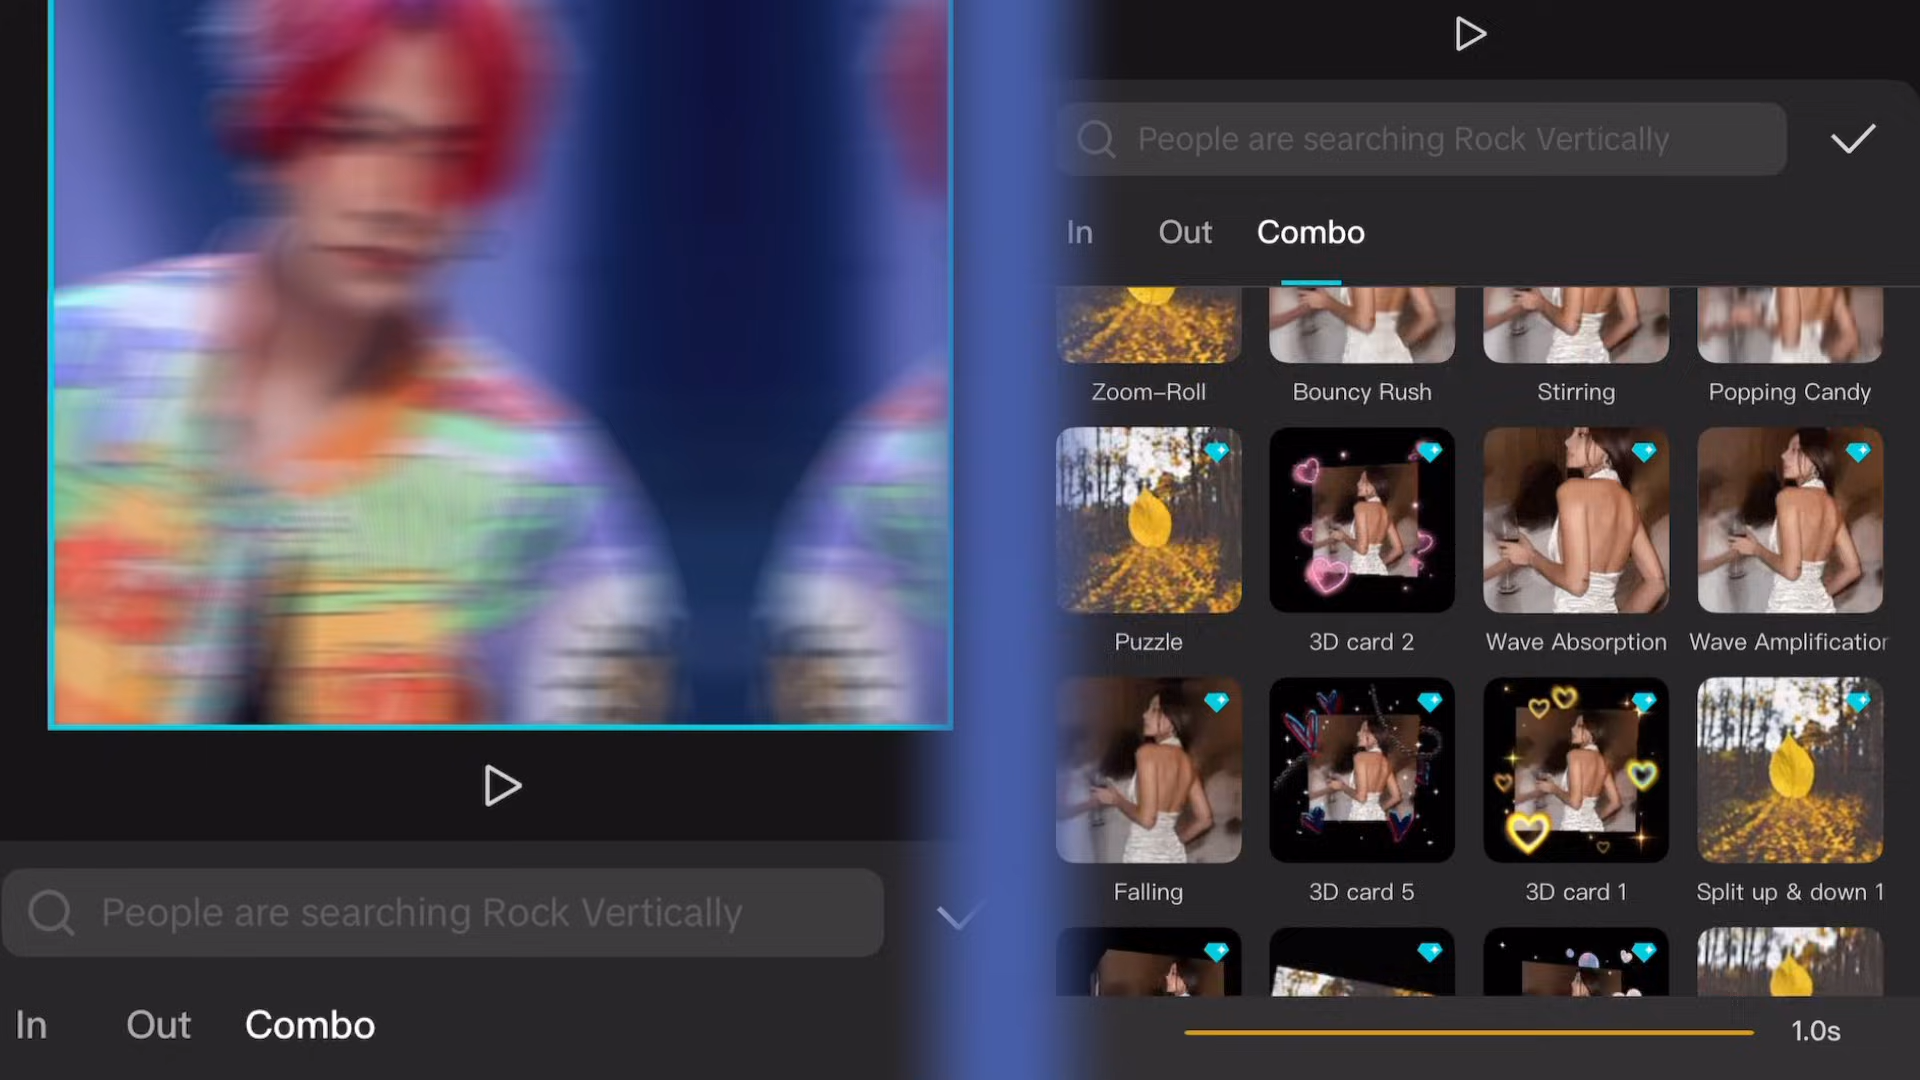 People are searching Rock Vertically
In Out Combo
People are searching Rock Vertically
In Out Combo
Zoom–Roll Bouncy Rush Stirring Popping Candy
Puzzle 3D card 2 Wave Absorption Wave Amplification
Falling 3D card 5 3D card 1 Split up & down 1
1.0s